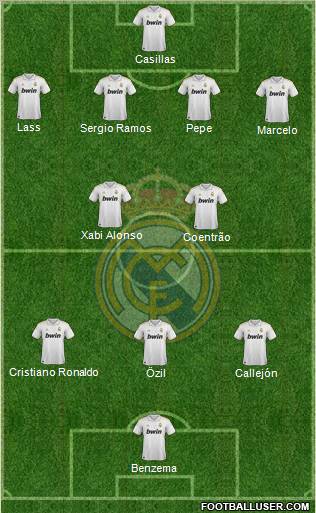 bwin
Casillas
bwin bwin bwin bwin
Lass Sergio Ramos Pepe Marcelo
bwin bwin
Xabi Alonso Coentrão
bwin bwin bwin
Cristiano Ronaldo Özil Callejón
bwin
Benzema
FOOTBALLUSER.COM